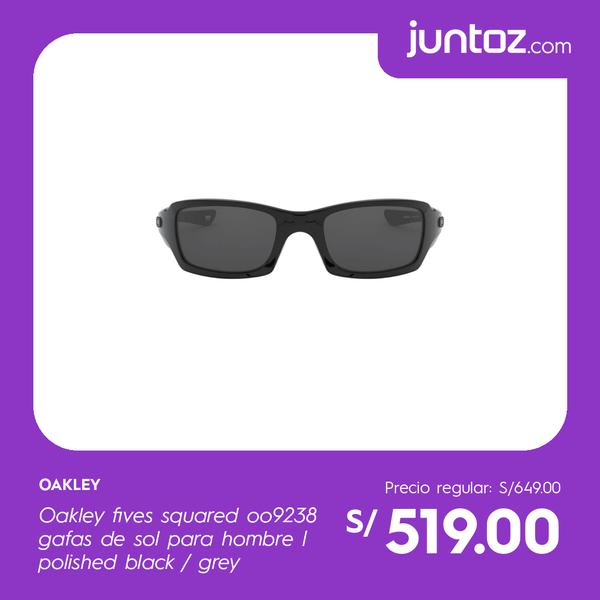 juntoz.com
OAKLEY
Oakley fives squared oo9238
gafas de sol para hombre |
polished black / grey
Precio regular: S/649.00
S/ 519.00